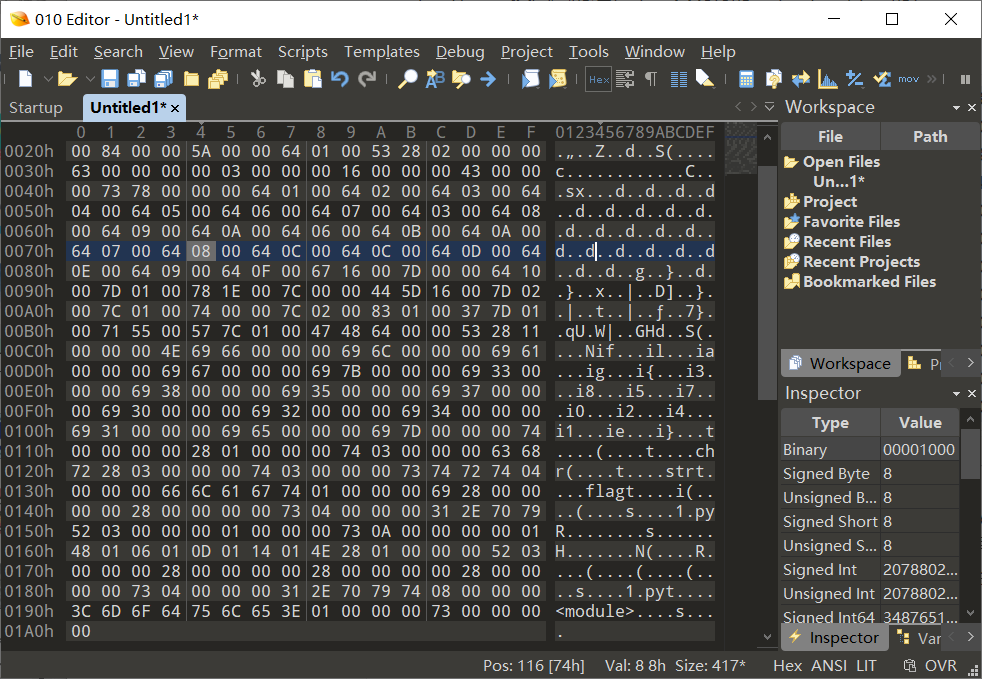 010 Editor - Untitled1*
File Edit Search View Format Scripts Templates Debug Project Tools Window Help
Hex mov »
Startup Untitled1* ×
Workspace
0 1 2 3 4 5 6 7 8 9 A B C D E F 0123456789ABCDEF
0020h 00 84 00 00 5A 00 00 64 01 00 53 28 02 00 00 00 .„..Z..d..S(....
0030h 63 00 00 00 00 03 00 00 00 16 00 00 00 43 00 00 c............C..
0040h 00 73 78 00 00 00 64 01 00 64 02 00 64 03 00 64 .sx...d..d..d..d
0050h 04 00 64 05 00 64 06 00 64 07 00 64 03 00 64 08 ..d..d..d..d..d.
0060h 00 64 09 00 64 0A 00 64 06 00 64 0B 00 64 0A 00 .d..d..d..d..d..
0070h 64 07 00 64 08 00 64 0C 00 64 0C 00 64 0D 00 64 d..d..d..d..d..d
0080h 0E 00 64 09 00 64 0F 00 67 16 00 7D 00 00 64 10 ..d..d..g..}..d.
0090h 00 7D 01 00 78 1E 00 7C 00 00 44 5D 16 00 7D 02 .}..x..|..D]..}.
00A0h 00 7C 01 00 74 00 00 7C 02 00 83 01 00 37 7D 01 .|..t..|..ƒ..7}.
00B0h 00 71 55 00 57 7C 01 00 47 48 64 00 00 53 28 11 .qU.W|..GHd..S(.
00C0h 00 00 00 4E 69 66 00 00 00 69 6C 00 00 00 69 61 ...Nif...il...ia
00D0h 00 00 00 69 67 00 00 00 69 7B 00 00 00 69 33 00 ...ig...i{...i3.
00E0h 00 00 69 38 00 00 00 69 35 00 00 00 69 37 00 00 ..i8...i5...i7..
00F0h 00 69 30 00 00 00 69 32 00 00 00 69 34 00 00 00 .i0...i2...i4...
0100h 69 31 00 00 00 69 65 00 00 00 69 7D 00 00 00 74 i1...ie...i}...t
0110h 00 00 00 00 28 01 00 00 00 74 03 00 00 00 63 68 ....(....t....ch
0120h 72 28 03 00 00 00 74 03 00 00 00 73 74 72 74 04 r(....t....strt.
0130h 00 00 00 66 6C 61 67 74 01 00 00 00 69 28 00 00 ...flagt....i(..
0140h 00 00 28 00 00 00 00 73 04 00 00 00 31 2E 70 79 ..(....s....1.py
0150h 52 03 00 00 00 01 00 00 00 73 0A 00 00 00 00 01 R........s......
0160h 48 01 06 01 0D 01 14 01 4E 28 01 00 00 00 52 03 H.......N(....R.
0170h 00 00 00 28 00 00 00 00 28 00 00 00 00 28 00 00 ...(....(....(..
0180h 00 00 73 04 00 00 00 31 2E 70 79 74 08 00 00 00 ..s....1.pyt....
0190h 3C 6D 6F 64 75 6C 65 3E 01 00 00 00 73 00 00 00 <module>....s...
01A0h 00 .
File Path
Open Files
Un...1*
Project
Favorite Files
Recent Files
Recent Projects
Bookmarked Files
Workspace
Inspector
Type Value
Binary 00001000
Signed Byte 8
Unsigned B... 8
Signed Short 8
Unsigned S... 8
Signed Int 2078802...
Unsigned Int 2078802...
Signed Int64 3487651...
Inspector Var
Pos: 116 [74h] Val: 8 8h Size: 417* Hex ANSI LIT OVR